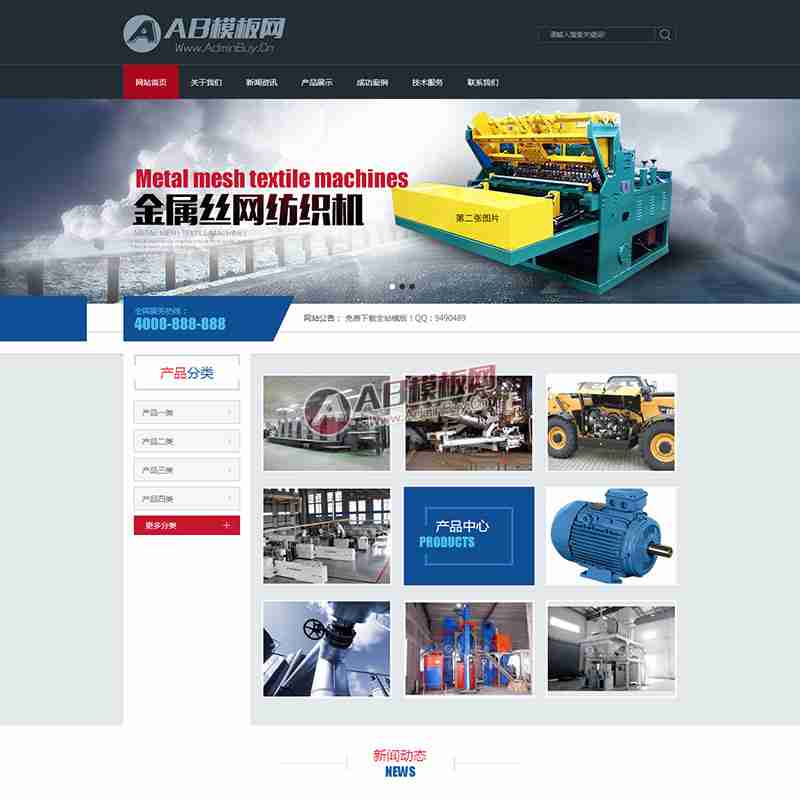 AB模板网
Www.AdminBuy.Cn
请输入搜索关键词!
网站首页 关于我们 新闻资讯 产品展示 成功案例 技术服务 联系我们
Metal mesh textile machines
金属丝网纺织机
METAL MESH TEXTILE MACHINES
第二张图片
金属服务热线：
4008-888-888
网站公告： 免费下载全站模板！QQ：9490489
产品分类
产品一类
产品二类
产品三类
产品四类
更多分类
AB模板网
www.AdminBuy.Cn
产品中心
PRODUCTS
新闻动态
NEWS